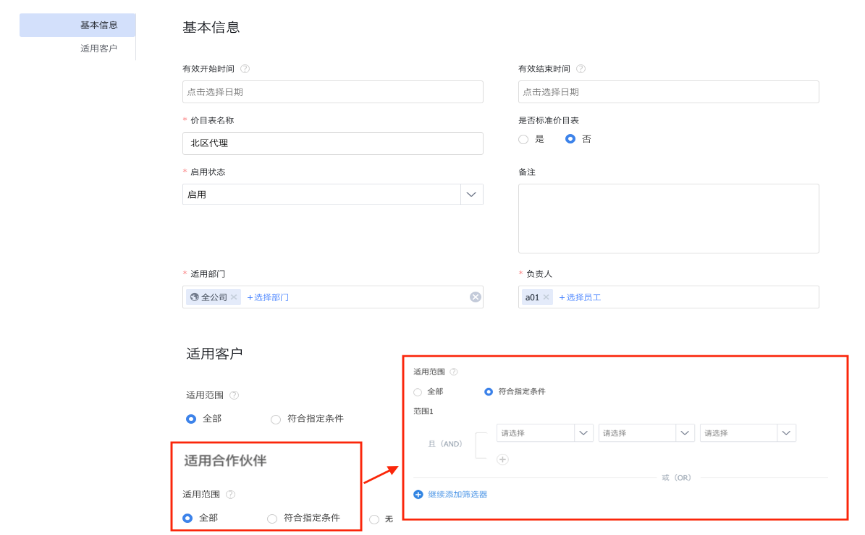 基本信息
适用客户
基本信息
有效开始时间
点击选择日期
有效结束时间
点击选择日期
* 价目表名称
北区代理
是否标准价目表
是 否
* 启用状态
启用
备注
* 适用部门
全公司 × +选择部门
* 负责人
a01 × +选择员工
适用客户
适用范围
全部 符合指定条件
适用合作伙伴
适用范围
全部 符合指定条件 无
适用范围
全部 符合指定条件
范围1
且（AND） 请选择 请选择 请选择
或（OR）
继续添加筛选器